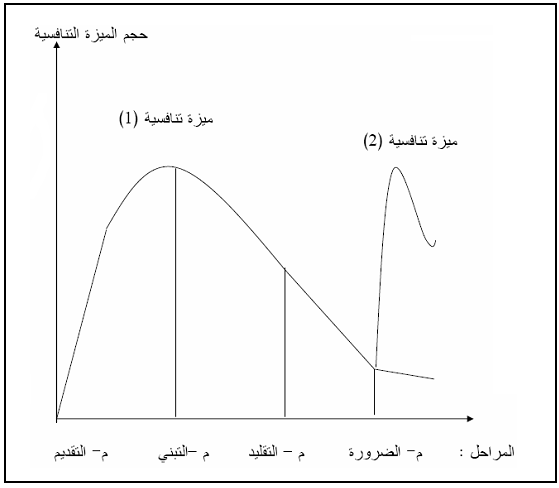 حجم الميزة التنافسية
ميزة تنافسية (1)
ميزة تنافسية (2)
المراحل : م- الضرورة م – التقليد م –التبني م- التقديم